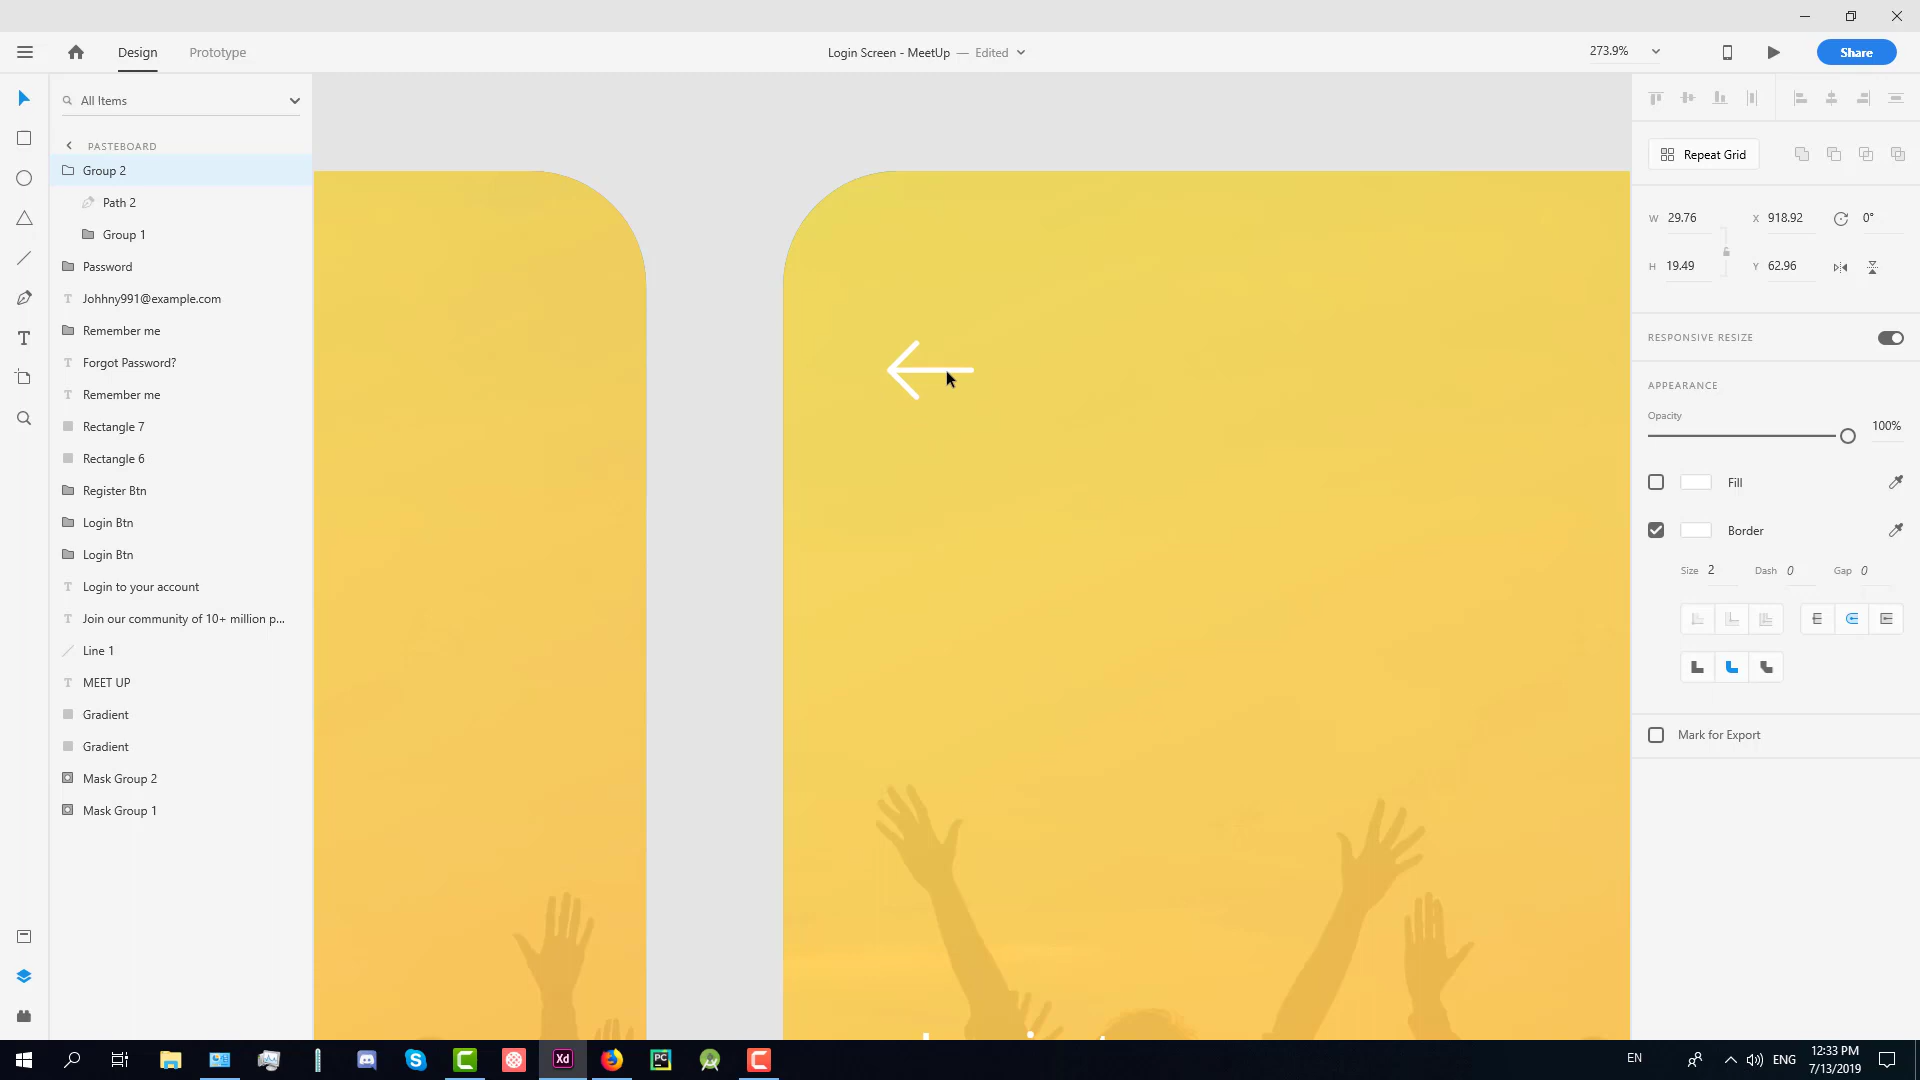 Design
Prototype
Login Screen - MeetUp — Edited
273.9%
Share
All Items
PASTEBOARD
Group 2
Path 2
Group 1
Password
Johhny991@example.com
Remember me
Forgot Password?
Remember me
Rectangle 7
Rectangle 6
Register Btn
Login Btn
Login Btn
Login to your account
Join our community of 10+ million p...
Line 1
MEET UP
Gradient
Gradient
Mask Group 2
Mask Group 1
Repeat Grid
W 29.76 X 918.92 0°
H 19.49 Y 62.96
RESPONSIVE RESIZE
APPEARANCE
Opacity
100%
Fill
Border
Size 2 Dash 0 Gap 0
Mark for Export
Xd
PC
EN
ENG
12:33 PM
7/13/2019